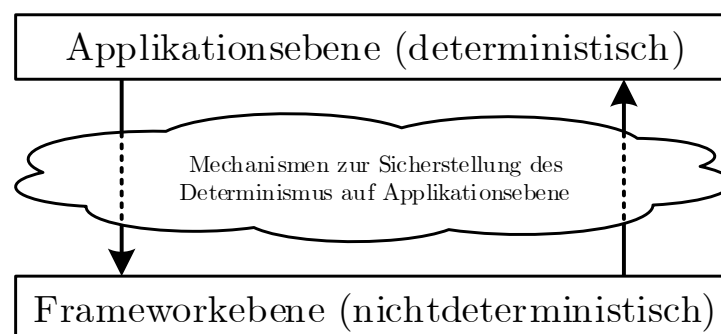 Applikationsebene (deterministisch)
Mechanismen zur Sicherstellung des
Determinismus auf Applikationsebene
Frameworkebene (nichtdeterministisch)